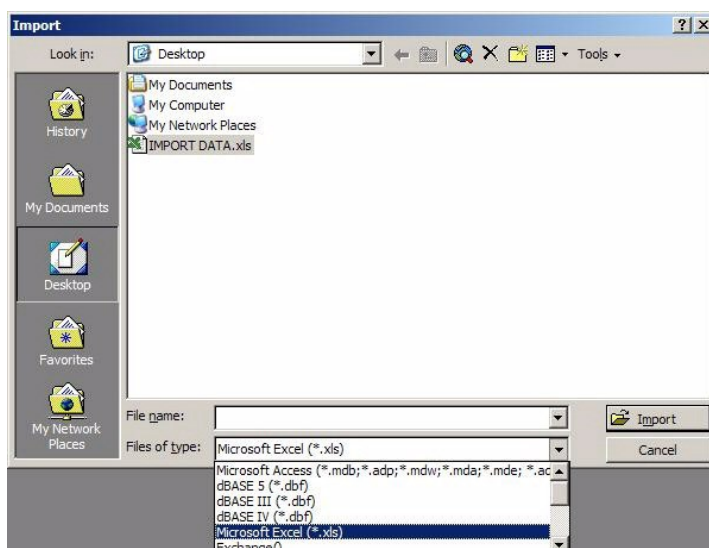 Import
Look in: Desktop Tools
My Documents
My Computer
My Network Places
IMPORT DATA.xls
History
My Documents
Desktop
Favorites
My Network
Places
File name: Import
Files of type: Microsoft Excel (*.xls) Cancel
Microsoft Access (*.mdb;*.adp;*.mdw;*.mda;*.mde; *.ac
dBASE 5 (*.dbf)
dBASE III (*.dbf)
dBASE IV (*.dbf)
Microsoft Excel (*.xls)
Exchange()